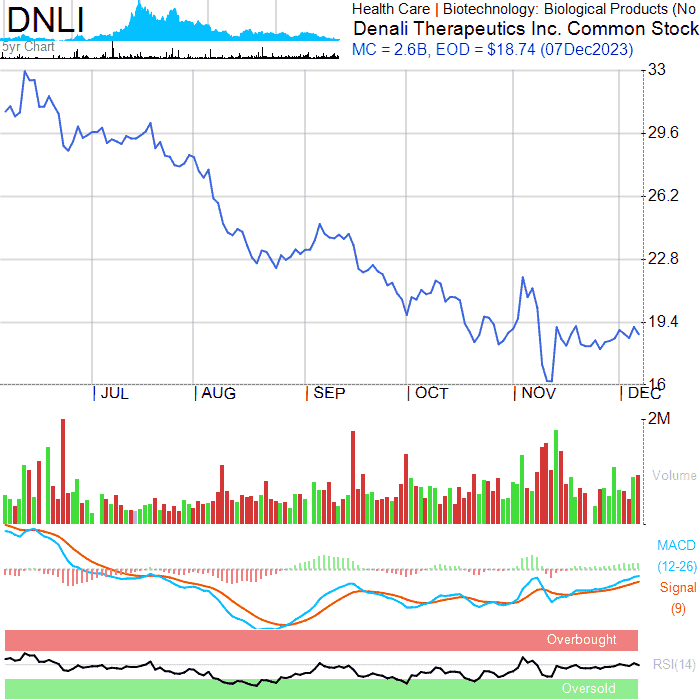 DNLI
5yr Chart
Health Care | Biotechnology: Biological Products (No
Denali Therapeutics Inc. Common Stock
MC = 2.6B, EOD = $18.74 (07Dec2023)
33
29.6
26.2
22.8
19.4
16
JUL AUG SEP OCT NOV DEC
2M
Volume
MACD
(12-26)
Signal
(9)
Overbought
RSI(14)
Oversold